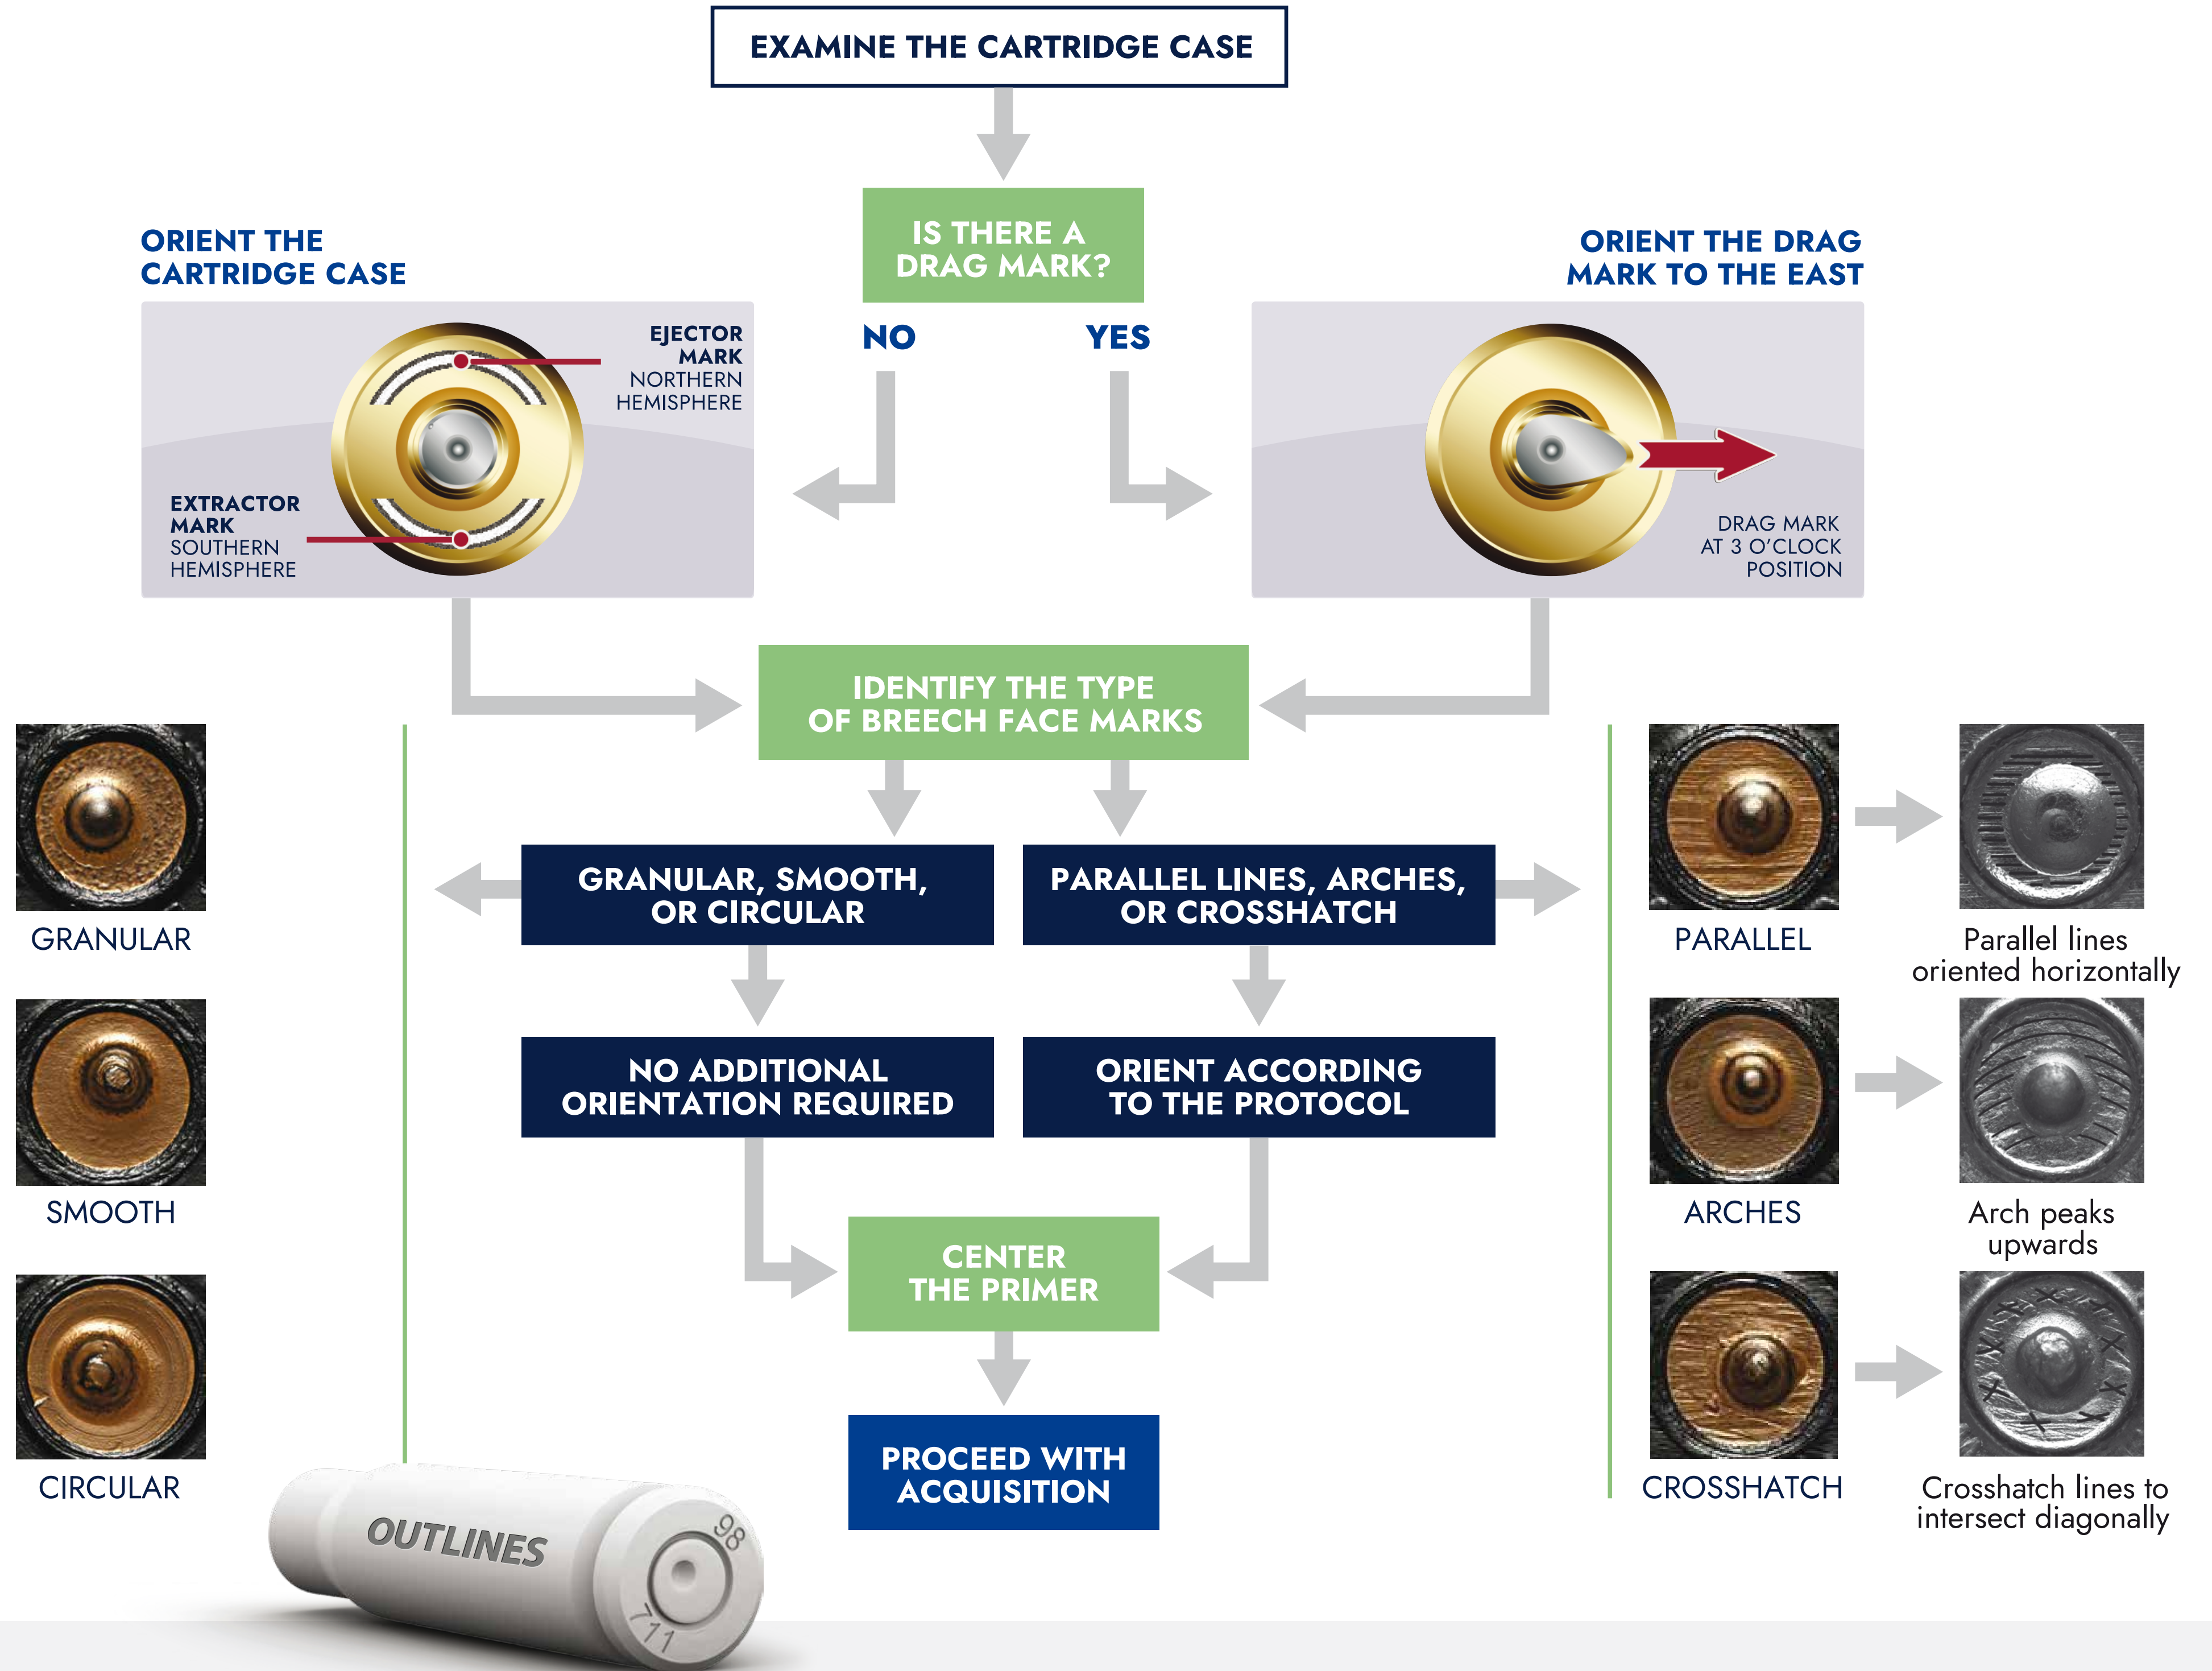 EXAMINE THE CARTRIDGE CASE
IS THERE A
DRAG MARK?
NO
YES
ORIENT THE
CARTRIDGE CASE
EJECTOR
MARK
NORTHERN
HEMISPHERE
EXTRACTOR
MARK
SOUTHERN
HEMISPHERE
ORIENT THE DRAG
MARK TO THE EAST
DRAG MARK
AT 3 O'CLOCK
POSITION
IDENTIFY THE TYPE
OF BREECH FACE MARKS
GRANULAR, SMOOTH,
OR CIRCULAR
PARALLEL LINES, ARCHES,
OR CROSSHATCH
NO ADDITIONAL
ORIENTATION REQUIRED
ORIENT ACCORDING
TO THE PROTOCOL
CENTER
THE PRIMER
PROCEED WITH
ACQUISITION
GRANULAR
SMOOTH
CIRCULAR
PARALLEL
Parallel lines
oriented horizontally
ARCHES
Arch peaks
upwards
CROSSHATCH
Crosshatch lines to
intersect diagonally
OUTLINES
98
711